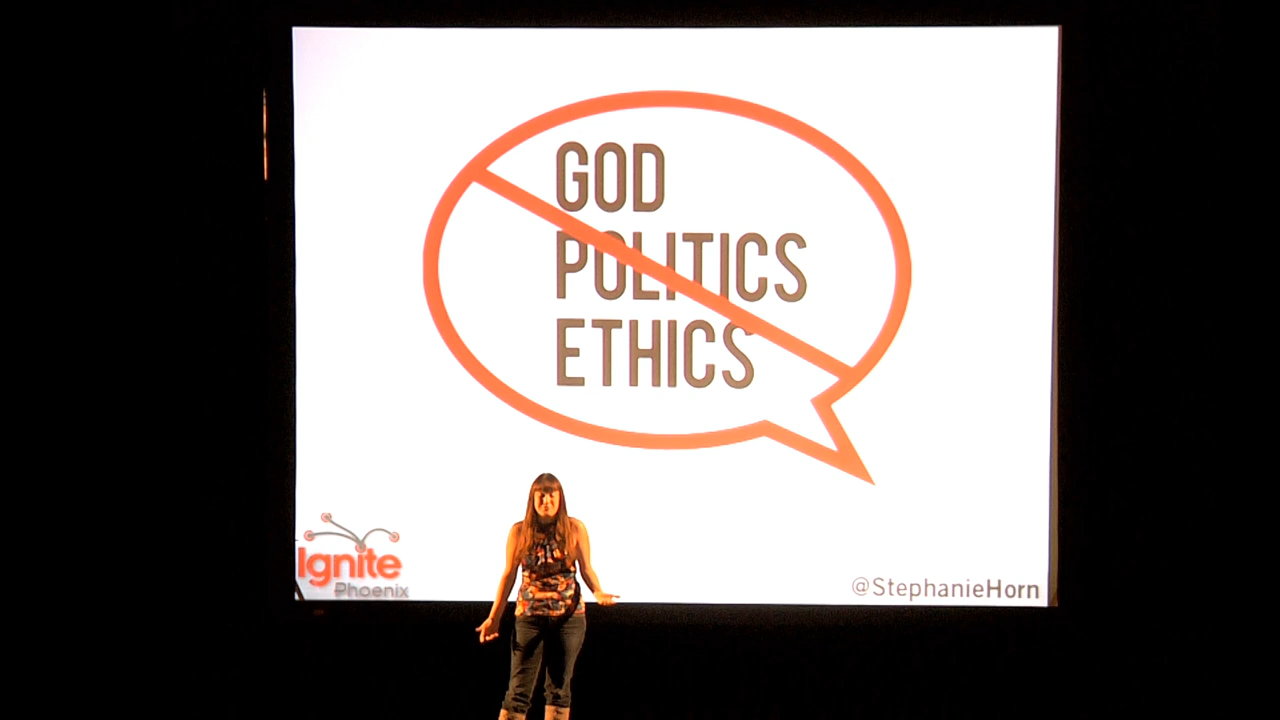 GOD
POLITICS
ETHICS
Ignite
Phoenix
@StephanieHorn